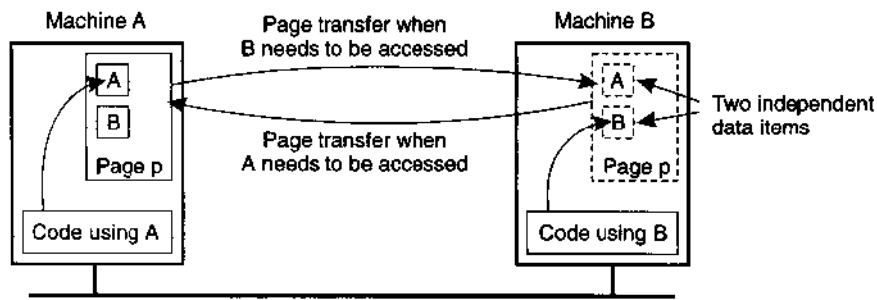 Machine A
Page transfer when
B needs to be accessed
Machine B
A
B
Page p
A
B
Page p
Two independent
data items
Page transfer when
A needs to be accessed
Code using A
Code using B